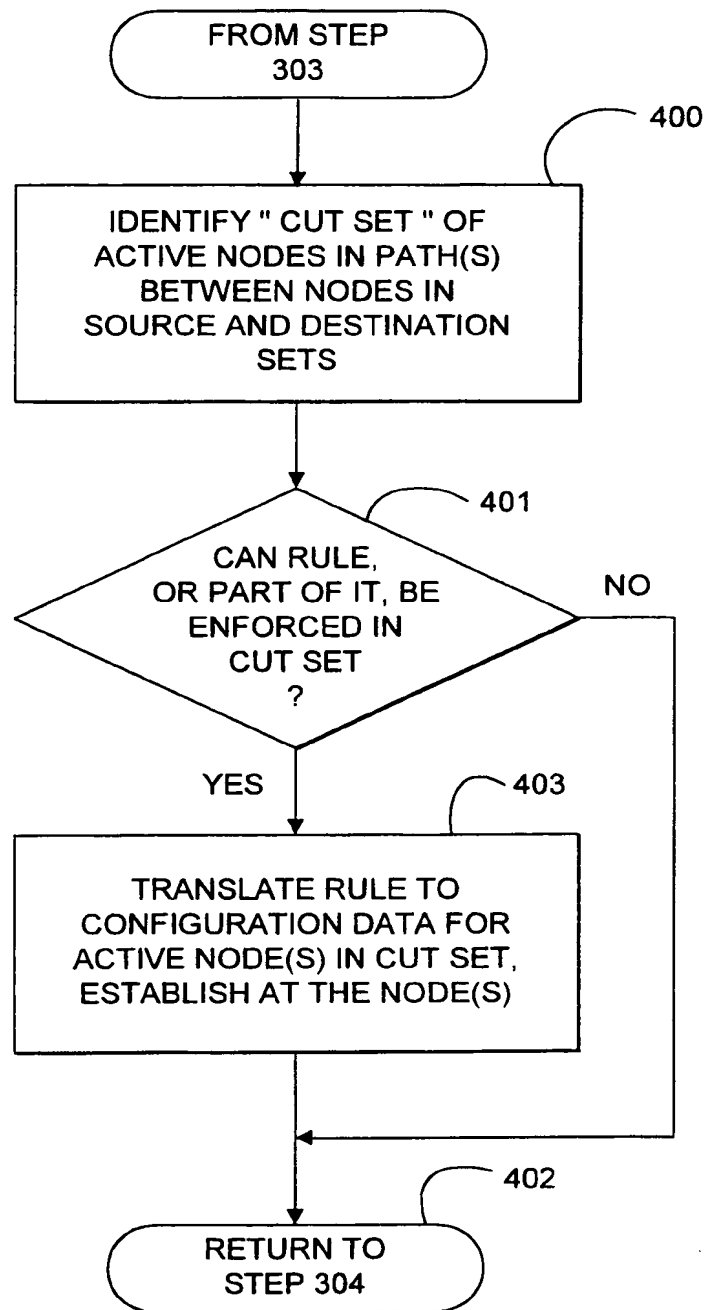 FROM STEP
303
400
IDENTIFY " CUT SET " OF
ACTIVE NODES IN PATH(S)
BETWEEN NODES IN
SOURCE AND DESTINATION
SETS
401
CAN RULE,
OR PART OF IT, BE
ENFORCED IN
CUT SET
?
NO
YES
403
TRANSLATE RULE TO
CONFIGURATION DATA FOR
ACTIVE NODE(S) IN CUT SET,
ESTABLISH AT THE NODE(S)
402
RETURN TO
STEP 304